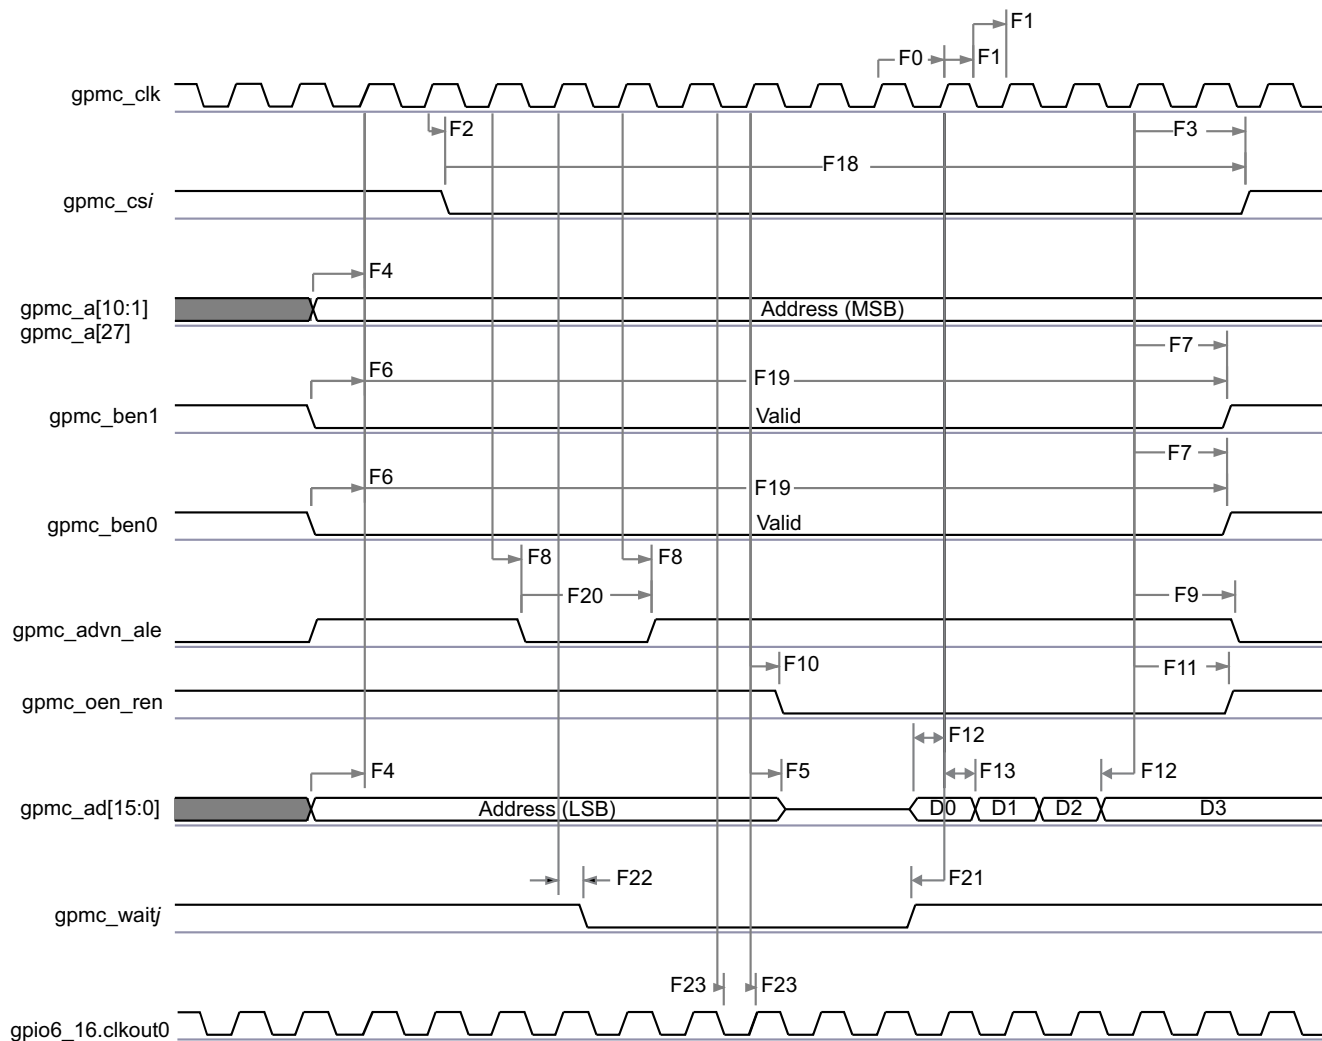 F1
F0
F1
gpmc_clk
F2
F3
F18
gpmc_csi
F4
gpmc_a[10:1]
Address (MSB)
gpmc_a[27]
F7
F6
F19
gpmc_ben1
Valid
F7
F6
F19
gpmc_ben0
Valid
F8
F8
F20
F9
gpmc_advn_ale
F10
F11
gpmc_oen_ren
F12
F4
F5
F13
F12
gpmc_ad[15:0]
Address (LSB)
D0
D1
D2
D3
F22
F21
gpmc_waitj
F23
F23
gpio6_16.clkout0